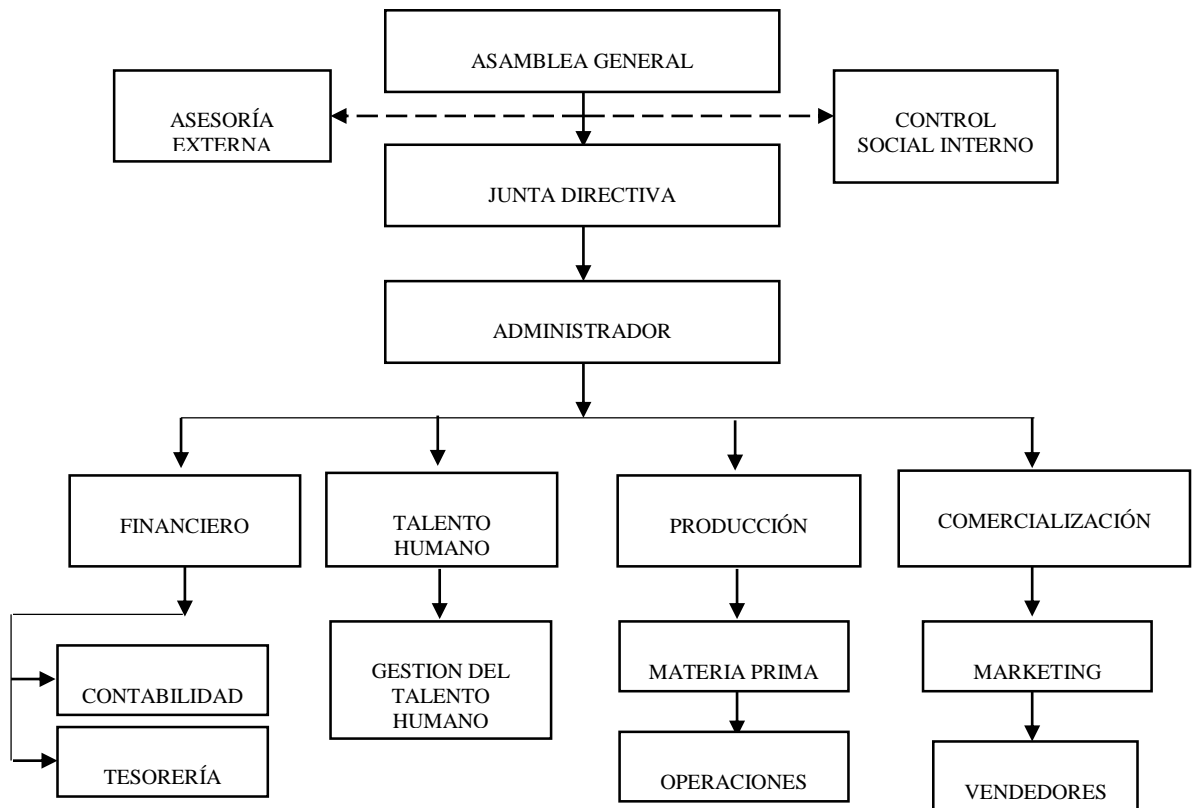 ASAMBLEA GENERAL
ASESORÍA
EXTERNA
CONTROL
SOCIAL INTERNO
JUNTA DIRECTIVA
ADMINISTRADOR
FINANCIERO
TALENTO
HUMANO
PRODUCCIÓN
COMERCIALIZACIÓN
CONTABILIDAD
TESORERÍA
GESTION DEL
TALENTO
HUMANO
MATERIA PRIMA
OPERACIONES
MARKETING
VENDEDORES